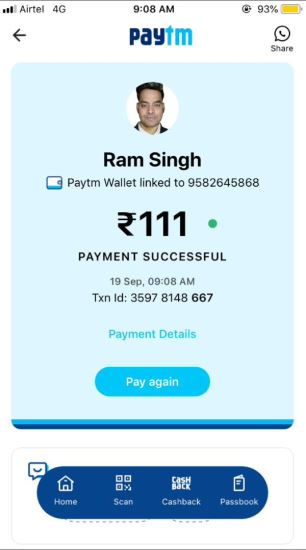 Airtel 4G 9:08 AM 93%
paytm
Share
Ram Singh
Paytm Wallet linked to 9582645868
₹111
PAYMENT SUCCESSFUL
19 Sep, 09:08 AM
Txn Id: 3597 8148 667
Payment Details
Pay again
CASH
BACK
Home Scan Cashback Passbook